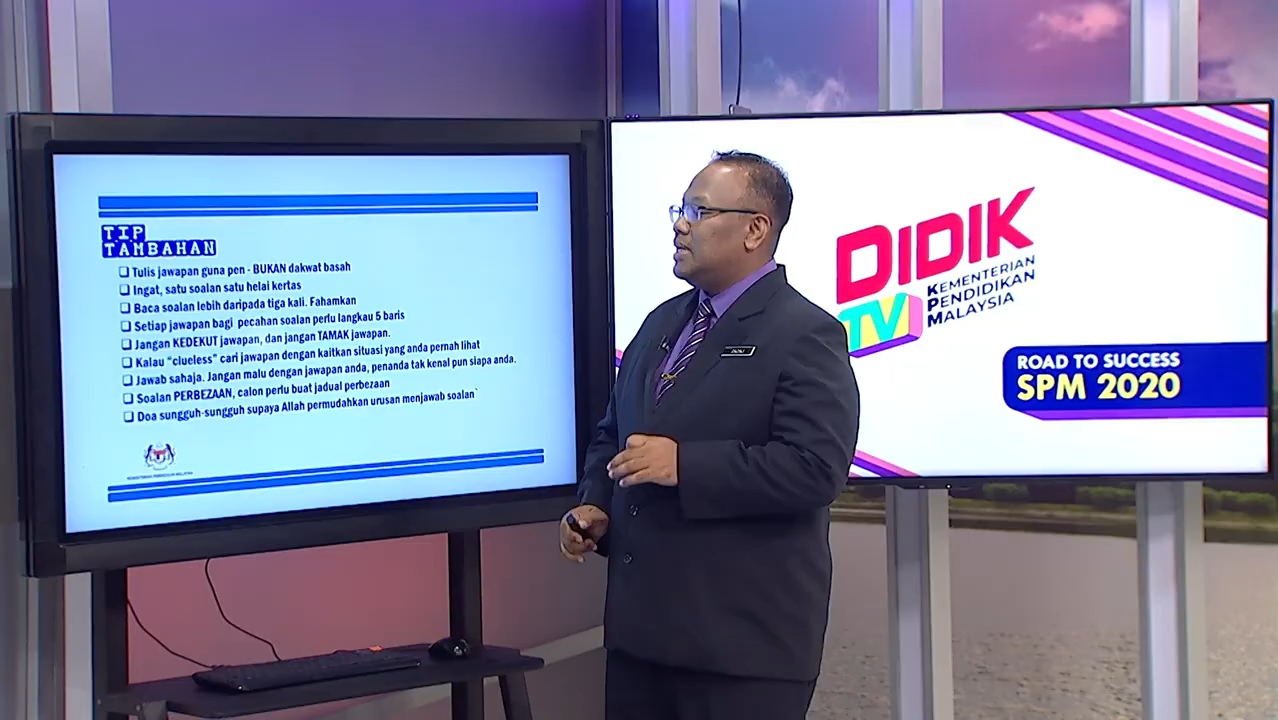 TIP
TAMBAHAN
Tulis jawapan guna pen - BUKAN dakwat basah
Ingat, satu soalan satu helai kertas
Baca soalan lebih daripada tiga kali. Fahamkan
Setiap jawapan bagi pecahan soalan perlu langkau 5 baris
Jangan KEDEKUT jawapan, dan jangan TAMAK jawapan.
Kalau “clueless” cari jawapan dengan kaitkan situasi yang anda pernah lihat
Jawab sahaja. Jangan malu dengan jawapan anda, penanda tak kenal pun siapa anda.
Soalan PERBEZAAN, calon perlu buat jadual perbezaan
Doa sungguh-sungguh supaya Allah permudahkan urusan menjawab soalan`
KEMENTERIAN PENDIDIKAN MALAYSIA
DIDIK
TV
KEMENTERIAN
PENDIDIKAN
MALAYSIA
ROAD TO SUCCESS
SPM 2020